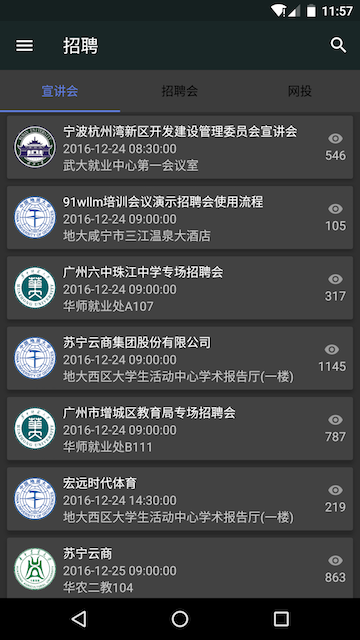 11:57
招聘
宣讲会
招聘会
网投
宁波杭州湾新区开发建设管理委员会宣讲会
2016-12-24 08:30:00
武大就业中心第一会议室
546
91wllm培训会议演示招聘会使用流程
2016-12-24 09:00:00
地大咸宁市三江温泉大酒店
105
广州六中珠江中学专场招聘会
2016-12-24 09:00:00
华师就业处A107
317
苏宁云商集团股份有限公司
2016-12-24 09:00:00
地大西区大学生活动中心学术报告厅(一楼)
1145
广州市增城区教育局专场招聘会
2016-12-24 09:00:00
华师就业处B111
787
宏远时代体育
2016-12-24 14:30:00
地大西区大学生活动中心学术报告厅(一楼)
219
苏宁云商
2016-12-25 09:00:00
华农二教104
863